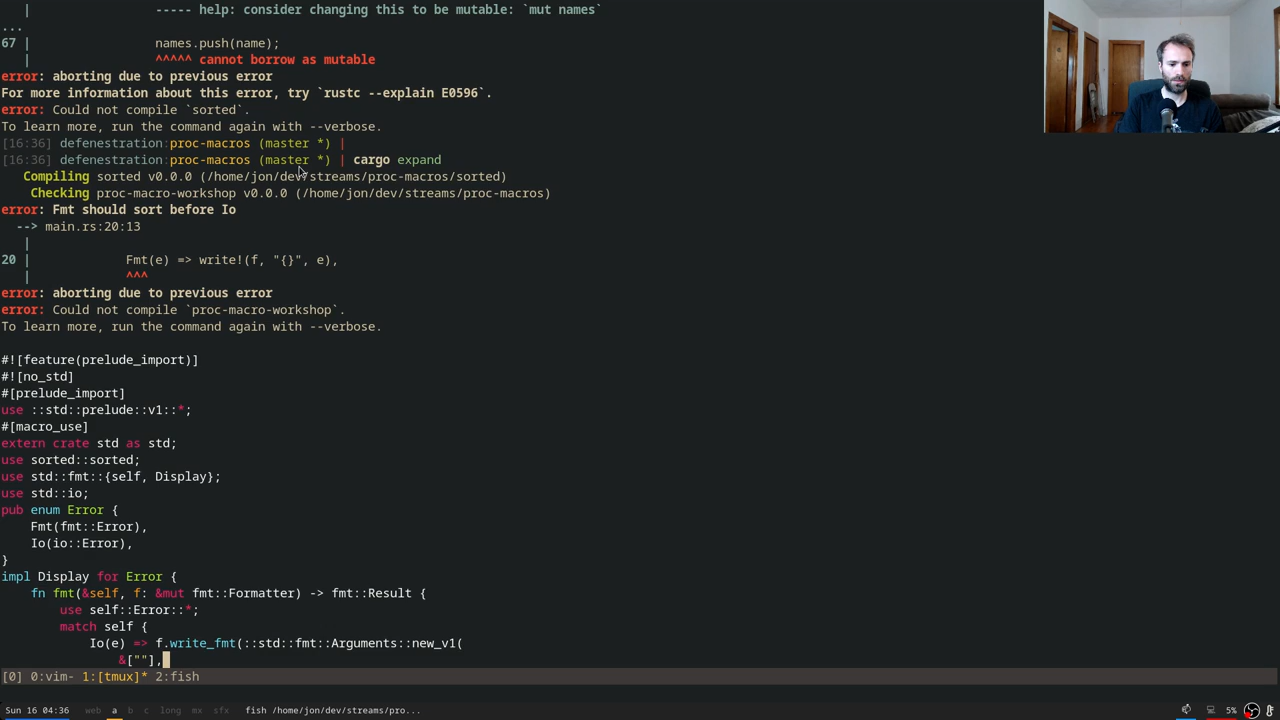 |                 ----- help: consider changing this to be mutable: `mut names`
...
67 |                 names.push(name);
   |                 ^^^^^ cannot borrow as mutable
error: aborting due to previous error
For more information about this error, try `rustc --explain E0596`.
error: Could not compile `sorted`.
To learn more, run the command again with --verbose.
[16:36] defenestration:proc-macros (master *) |
[16:36] defenestration:proc-macros (master *) | cargo expand
   Compiling sorted v0.0.0 (/home/jon/dev/streams/proc-macros/sorted)
    Checking proc-macro-workshop v0.0.0 (/home/jon/dev/streams/proc-macros)
error: Fmt should sort before Io
  --> main.rs:20:13
   |
20 |             Fmt(e) => write!(f, "{}", e),
   |             ^^^
error: aborting due to previous error
error: Could not compile `proc-macro-workshop`.
To learn more, run the command again with --verbose.
#![feature(prelude_import)]
#![no_std]
#[prelude_import]
use ::std::prelude::v1::*;
#[macro_use]
extern crate std as std;
use sorted::sorted;
use std::fmt::{self, Display};
use std::io;
pub enum Error {
    Fmt(fmt::Error),
    Io(io::Error),
}
impl Display for Error {
    fn fmt(&self, f: &mut fmt::Formatter) -> fmt::Result {
        use self::Error::*;
        match self {
            Io(e) => f.write_fmt(::std::fmt::Arguments::new_v1(
                &[""],
[0] 0:vim- 1:[tmux]* 2:fish
Sun 16 04:36 web a b c long mx sfx fish /home/jon/dev/streams/pro... 5%